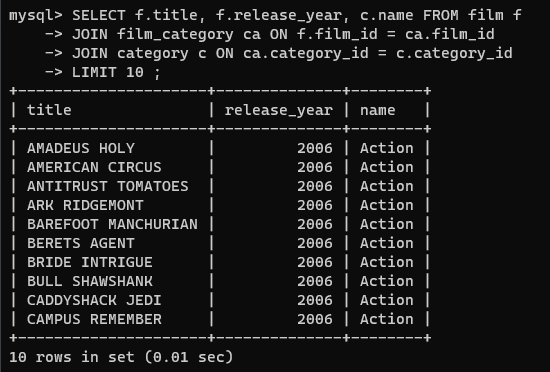 mysql> SELECT f.title, f.release_year, c.name FROM film f
    -> JOIN film_category ca ON f.film_id = ca.film_id
    -> JOIN category c ON ca.category_id = c.category_id
    -> LIMIT 10 ;
+---------------------+--------------+--------+
| title               | release_year | name   |
+---------------------+--------------+--------+
| AMADEUS HOLY        |         2006 | Action |
| AMERICAN CIRCUS     |         2006 | Action |
| ANTITRUST TOMATOES  |         2006 | Action |
| ARK RIDGEMONT       |         2006 | Action |
| BAREFOOT MANCHURIAN |         2006 | Action |
| BERETS AGENT        |         2006 | Action |
| BRIDE INTRIGUE      |         2006 | Action |
| BULL SHAWSHANK      |         2006 | Action |
| CADDYSHACK JEDI     |         2006 | Action |
| CAMPUS REMEMBER     |         2006 | Action |
+---------------------+--------------+--------+
10 rows in set (0.01 sec)